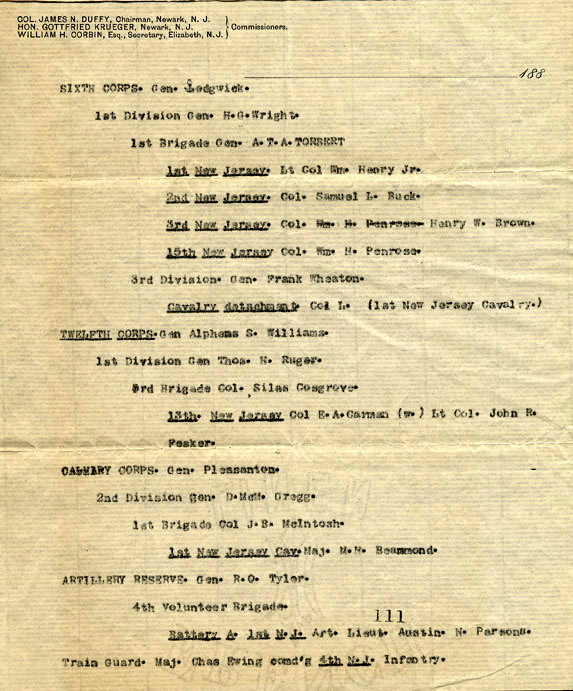 COL. JAMES N. DUFFY, Chairman, Newark, N. J.
HON. GOTTFRIED KRUEGER, Newark, N. J. } Commissioners.
WILLIAM H. CORBIN, Esq., Secretary, Elizabeth, N. J.
188
SIXTH CORPS. Gen. Sedgwick.
1st Division Gen. H.G.Wright.
1st Brigade Gen. A.T.A.TORBERT
1st New Jersey. Lt Col Wm. Henry Jr.
2nd New Jersey. Col. Samuel L. Buck.
3rd New Jersey. Col. Wm. H. Penrose Henry W. Brown.
15th New Jersey Col. Wm. H. Penrose.
3rd Division. Gen. Frank Wheaton.
Cavalry detachment. Co. L. (1st New Jersey Cavalry.)
TWELFTH CORPS. Gen Alpheus S. Williams.
1st Division Gen Thos. H. Ruger.
3rd Brigade Col. Silas Cosgrove.
13th. New Jersey Col E.A.Carman (w.) Lt Col. John R.
Fesker.
CALVARY CORPS. Gen. Pleasanton.
2nd Division Gen. D.McM. Gregg.
1st Brigade Col J.B. McIntosh.
1st New Jersey Cav. Maj. M.H. Beammond.
ARTILLERY RESERVE. Gen. R.O. Tyler.
4th Volunteer Brigade.
111
Battery A. 1st N.J. Art. Lieut. Austin. N. Parsons.
Train Guard. Maj. Chas Ewing comd'g 4th N.J. Infantry.